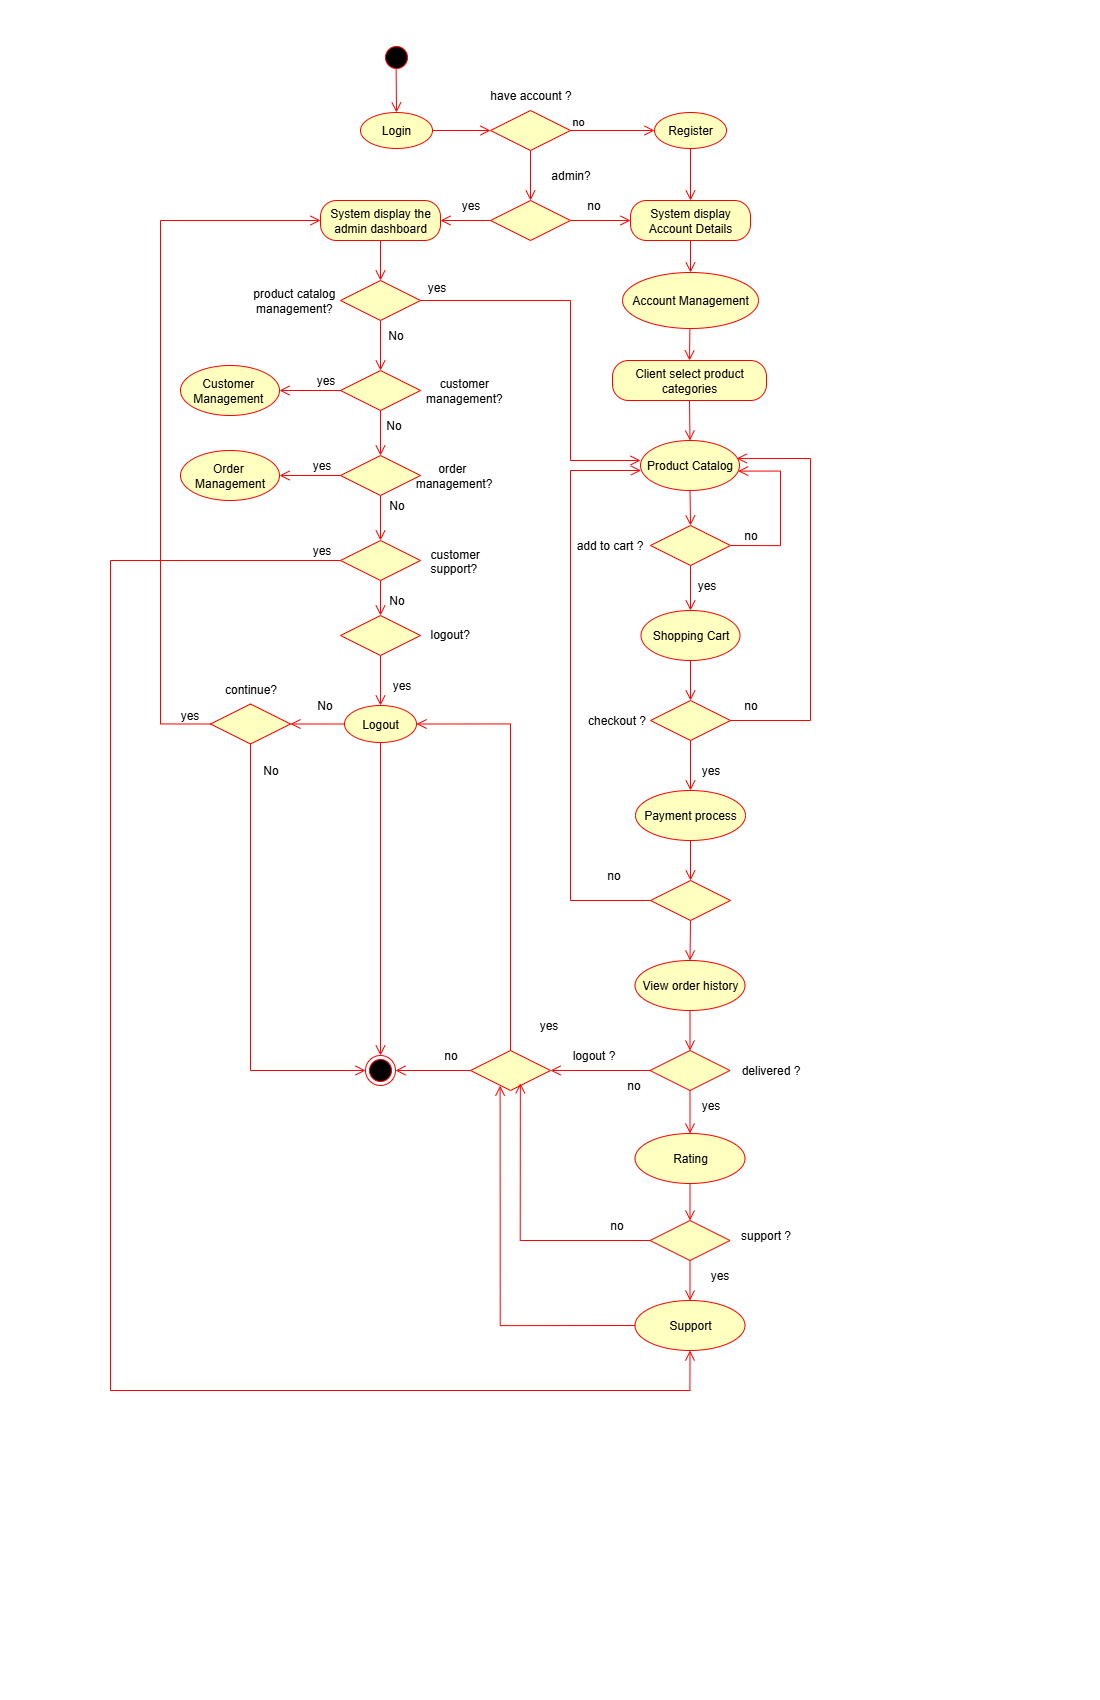 have account ?
Login
no
Register
admin?
yes
no
System display the
admin dashboard
System display
Account Details
product catalog
management?
yes
Account Management
No
Customer
Management
yes
customer
management?
Client select product
categories
No
Order
Management
yes
order
management?
Product Catalog
No
yes
customer
support?
add to cart ?
no
No
yes
logout?
Shopping Cart
continue?
yes
yes
No
Logout
checkout ?
no
No
yes
Payment process
no
View order history
yes
no
logout ?
no
delivered ?
yes
Rating
no
support ?
yes
Support